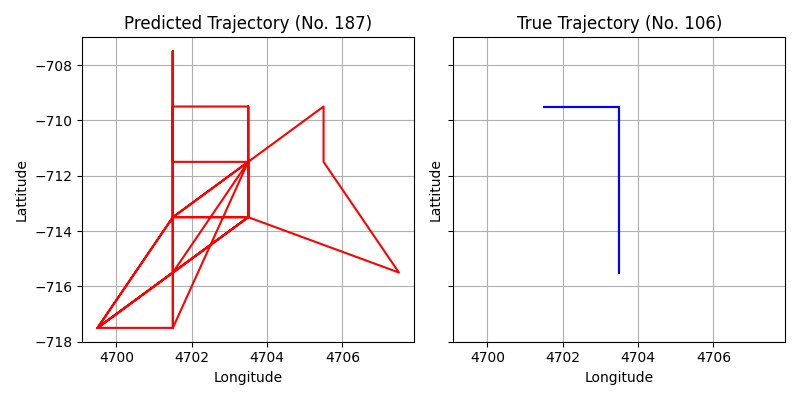 Predicted Trajectory (No. 187)
−708
−710
−712
−714
−716
−718
Lattitude
4700 4702 4704 4706
Longitude
True Trajectory (No. 106)
Lattitude
4700 4702 4704 4706
Longitude